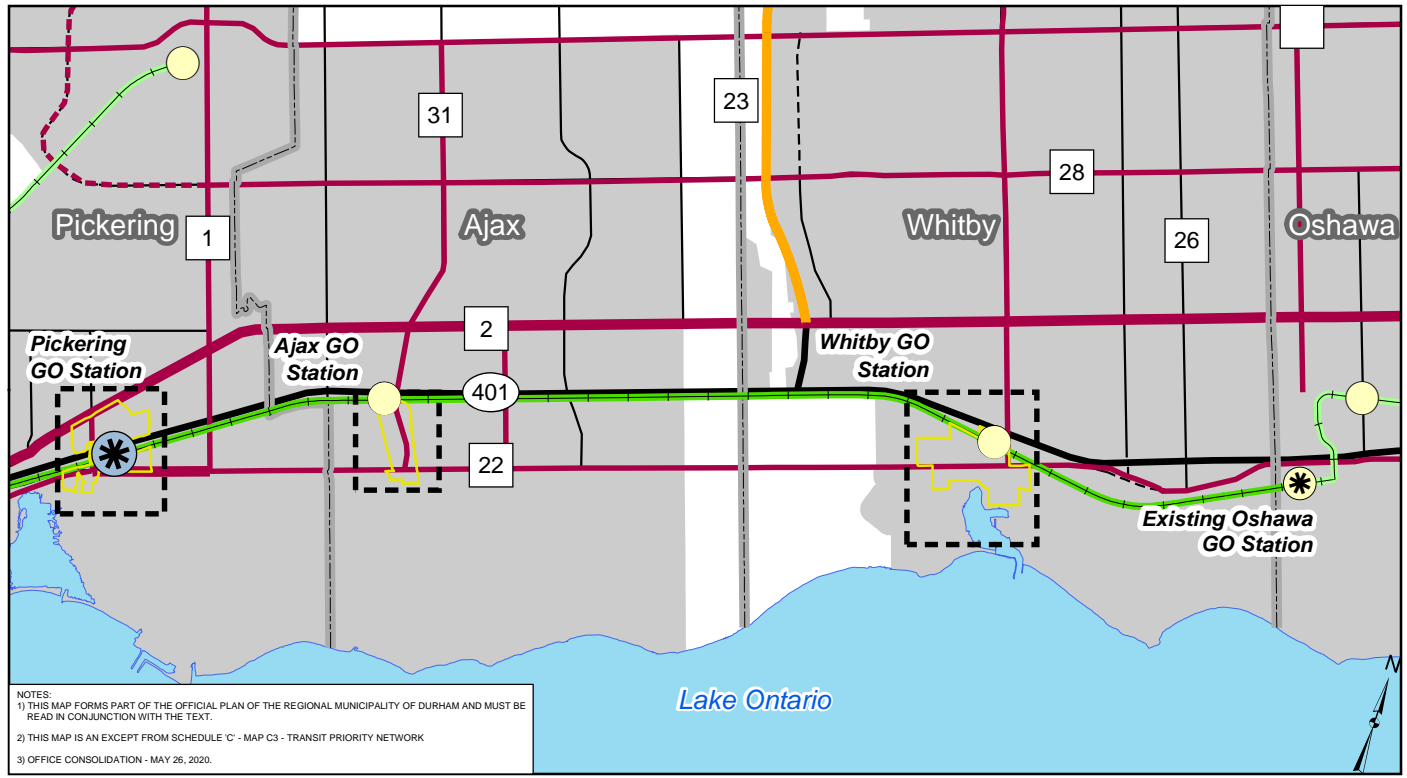 31
23
28
Pickering
1
Ajax
Whitby
26
Oshawa
2
Pickering
GO Station
Ajax GO
Station
Whitby GO
Station
401
22
Existing Oshawa
GO Station
N
Lake Ontario
NOTES:
1) THIS MAP FORMS PART OF THE OFFICIAL PLAN OF THE REGIONAL MUNICIPALITY OF DURHAM AND MUST BE
READ IN CONJUNCTION WITH THE TEXT.
2) THIS MAP IS AN EXCEPT FROM SCHEDULE 'C' - MAP C3 - TRANSIT PRIORITY NETWORK
3) OFFICE CONSOLIDATION - MAY 26, 2020.